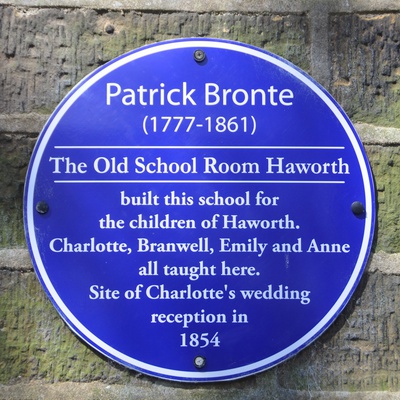 Patrick Bronte
(1777-1861)
The Old School Room Haworth
built this school for
the children of Haworth.
Charlotte, Branwell, Emily and Anne
all taught here.
Site of Charlotte's wedding
reception in
1854